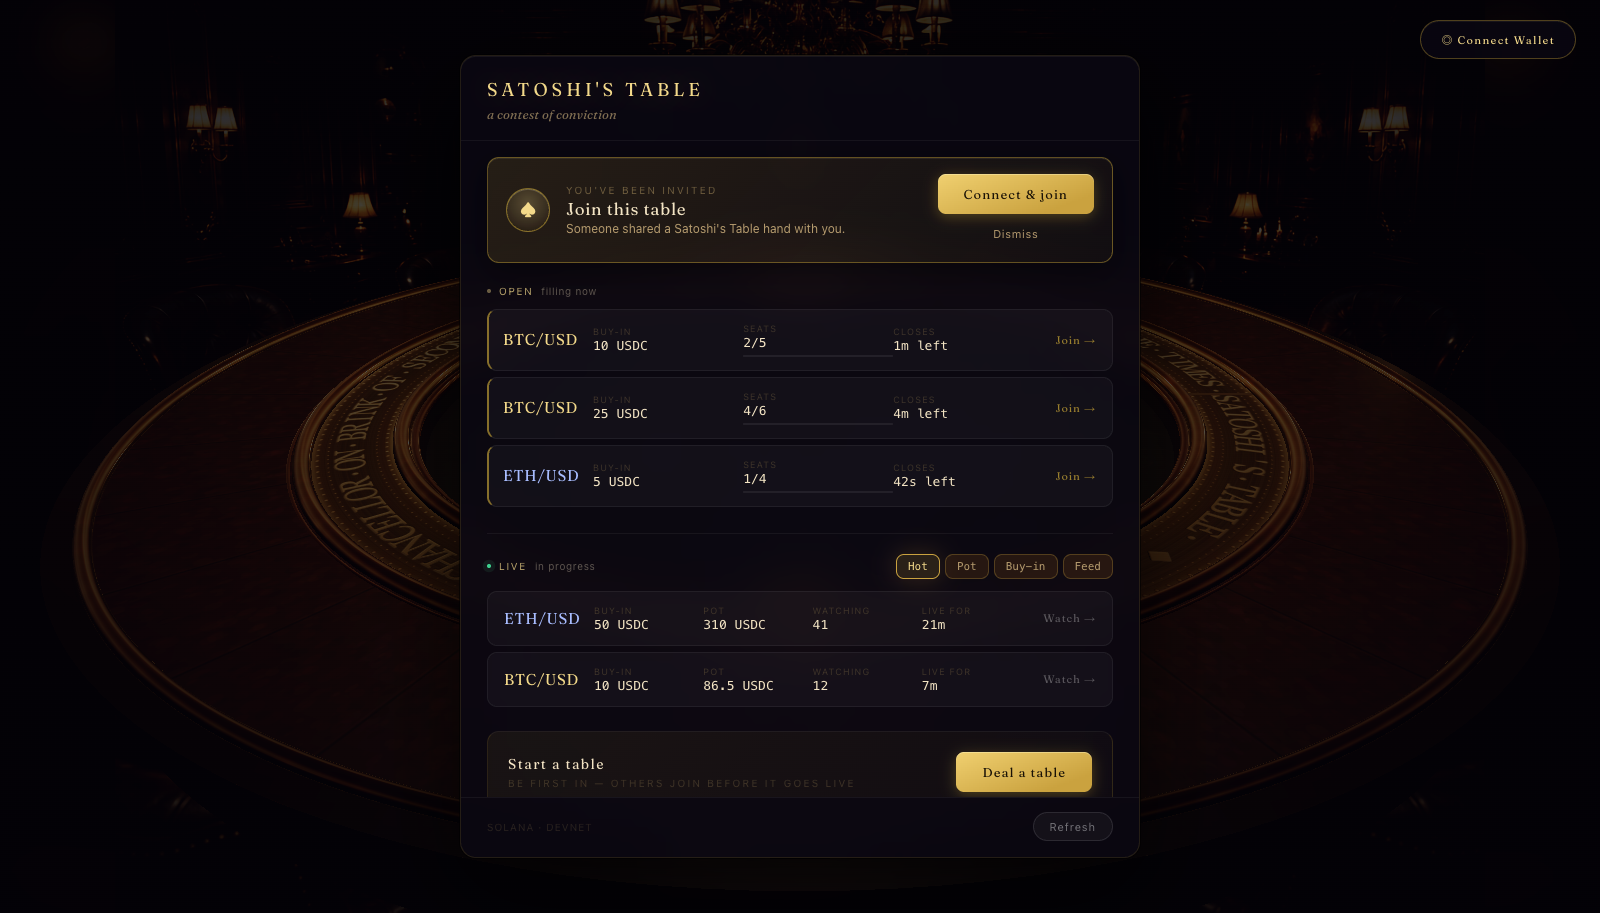 ◎ Connect Wallet
SATOSHI'S TABLE
a contest of conviction
YOU'VE BEEN INVITED
Join this table
Someone shared a Satoshi's Table hand with you.
Connect & join
Dismiss
OPEN filling now
BTC/USD
BUY-IN
10 USDC
SEATS
2/5
CLOSES
1m left
Join →
BTC/USD
BUY-IN
25 USDC
SEATS
4/6
CLOSES
4m left
Join →
ETH/USD
BUY-IN
5 USDC
SEATS
1/4
CLOSES
42s left
Join →
LIVE in progress
Hot
Pot
Buy-in
Feed
ETH/USD
BUY-IN
50 USDC
POT
310 USDC
WATCHING
41
LIVE FOR
21m
Watch →
BTC/USD
BUY-IN
10 USDC
POT
86.5 USDC
WATCHING
12
LIVE FOR
7m
Watch →
Start a table
BE FIRST IN — OTHERS JOIN BEFORE IT GOES LIVE
Deal a table
SOLANA · DEVNET
Refresh
ON · BRINK · OF
TIMES · SATOSHI'S TABLE ·